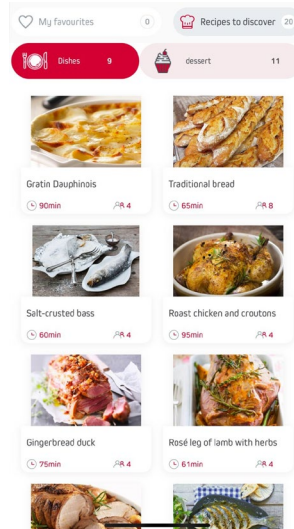 My favourites
0
Recipes to discover
20
Dishes
9
dessert
11
Gratin Dauphinois
90min
4
Traditional bread
65min
8
Salt-crusted bass
60min
4
Roast chicken and croutons
95min
4
Gingerbread duck
75min
4
Rosé leg of lamb with herbs
61min
4